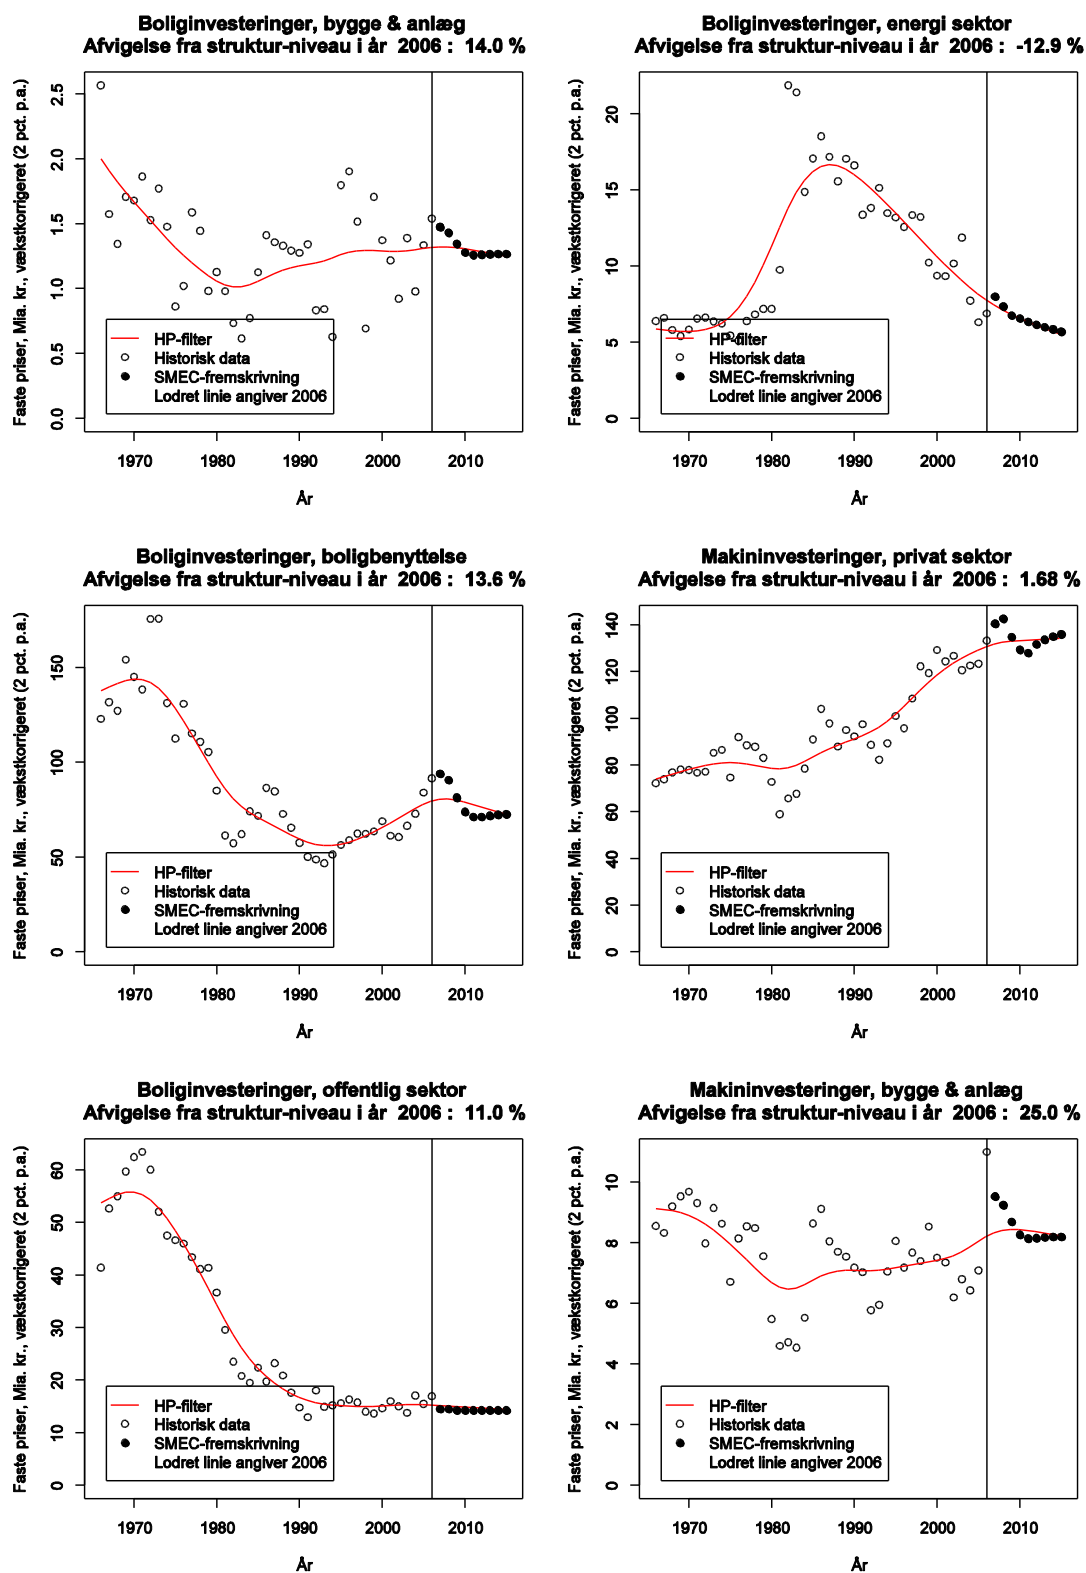 Boliginvesteringer, bygge & anlæg
Afvigelse fra struktur-niveau i år 2006 : 14.0 %
Faste priser, Mia. kr., vækstkorrigeret (2 pct. p.a.)
2.5
2.0
1.5
1.0
0.5
0.0
HP-filter
Historisk data
SMEC-fremskrivning
Lodret linie angiver 2006
1970 1980 1990 2000 2010
År
Boliginvesteringer, energi sektor
Afvigelse fra struktur-niveau i år 2006 : -12.9 %
Faste priser, Mia. kr., vækstkorrigeret (2 pct. p.a.)
20
15
10
5
0
HP-filter
Historisk data
SMEC-fremskrivning
Lodret linie angiver 2006
1970 1980 1990 2000 2010
År
Boliginvesteringer, boligbenyttelse
Afvigelse fra struktur-niveau i år 2006 : 13.6 %
Faste priser, Mia. kr., vækstkorrigeret (2 pct. p.a.)
150
100
50
0
HP-filter
Historisk data
SMEC-fremskrivning
Lodret linie angiver 2006
1970 1980 1990 2000 2010
År
Makininvesteringer, privat sektor
Afvigelse fra struktur-niveau i år 2006 : 1.68 %
Faste priser, Mia. kr., vækstkorrigeret (2 pct. p.a.)
140
120
100
80
60
40
20
0
HP-filter
Historisk data
SMEC-fremskrivning
Lodret linie angiver 2006
1970 1980 1990 2000 2010
År
Boliginvesteringer, offentlig sektor
Afvigelse fra struktur-niveau i år 2006 : 11.0 %
Faste priser, Mia. kr., vækstkorrigeret (2 pct. p.a.)
60
50
40
30
20
10
0
HP-filter
Historisk data
SMEC-fremskrivning
Lodret linie angiver 2006
1970 1980 1990 2000 2010
År
Makininvesteringer, bygge & anlæg
Afvigelse fra struktur-niveau i år 2006 : 25.0 %
Faste priser, Mia. kr., vækstkorrigeret (2 pct. p.a.)
10
8
6
4
2
0
HP-filter
Historisk data
SMEC-fremskrivning
Lodret linie angiver 2006
1970 1980 1990 2000 2010
År